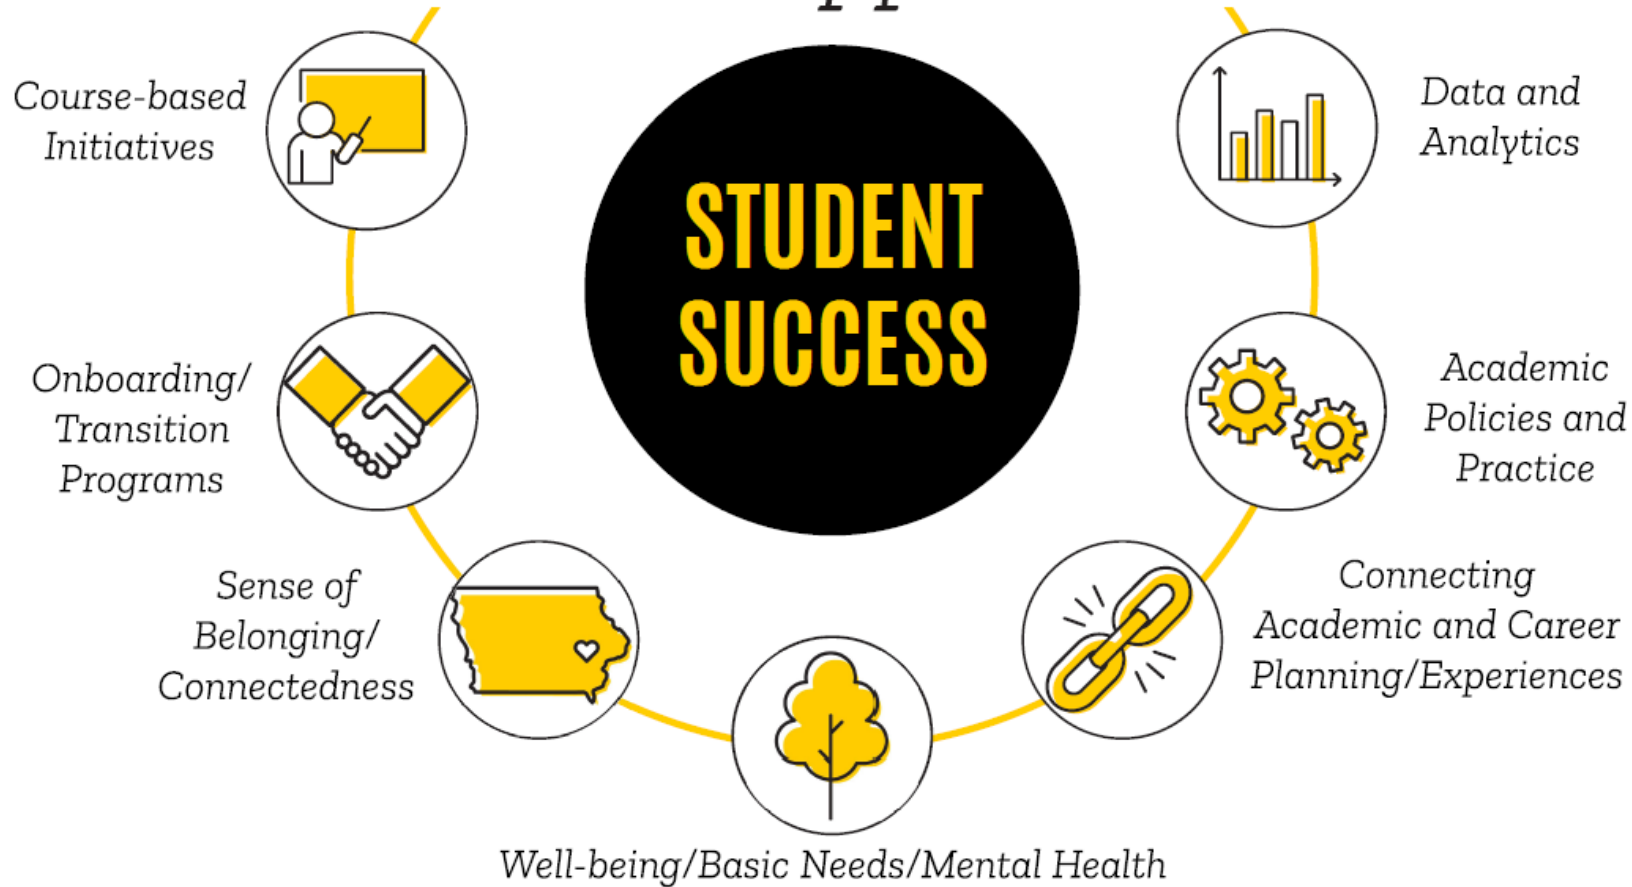 Course-based
Initiatives
Data and
Analytics
STUDENT
SUCCESS
Onboarding/
Transition
Programs
Academic
Policies and
Practice
Sense of
Belonging/
Connectedness
Connecting
Academic and Career
Planning/Experiences
Well-being/Basic Needs/Mental Health